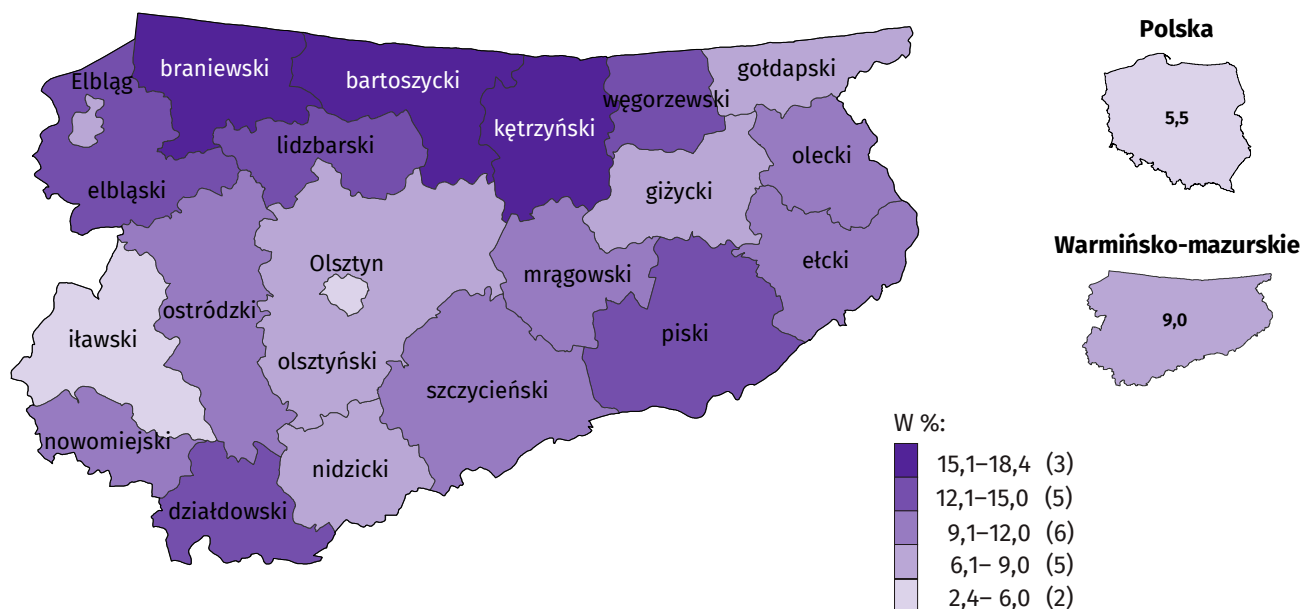 Polska
5,5
Warmińsko-mazurskie
9,0
Elbląg
braniewski
bartoszycki
kętrzyński
węgorzewski
gołdapski
lidzbarski
elbląski
olecki
giżycki
ełcki
mrągowski
Olsztyn
ostródzki
iławski
olsztyński
piski
szczycieński
nowomiejski
nidzicki
działdowski
W %:
15,1–18,4 (3)
12,1–15,0 (5)
9,1–12,0 (6)
6,1– 9,0 (5)
2,4– 6,0 (2)